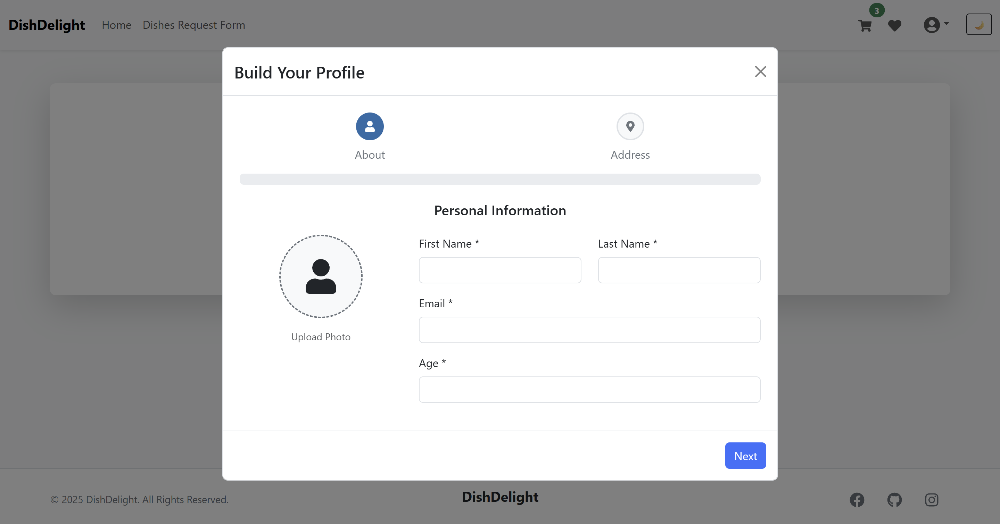 DishDelight Home Dishes Request Form 3
Build Your Profile
About Address
Personal Information
First Name * Last Name *
Email *
Upload Photo
Age *
Next
© 2025 DishDelight. All Rights Reserved. DishDelight